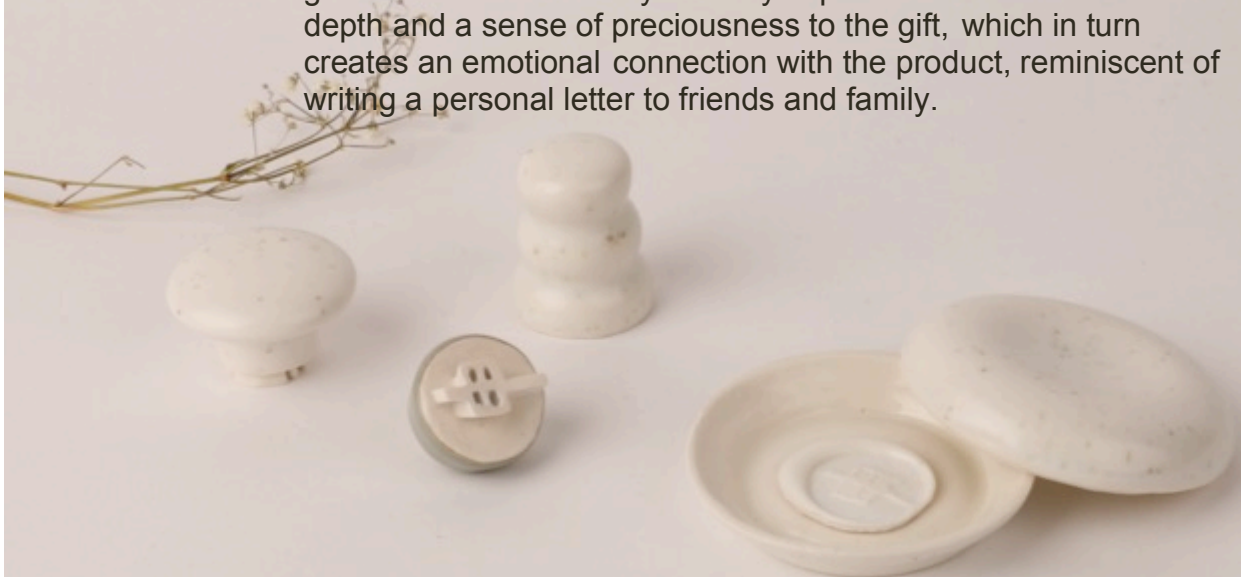 depth and a sense of preciousness to the gift, which in turn
creates an emotional connection with the product, reminiscent of
writing a personal letter to friends and family.